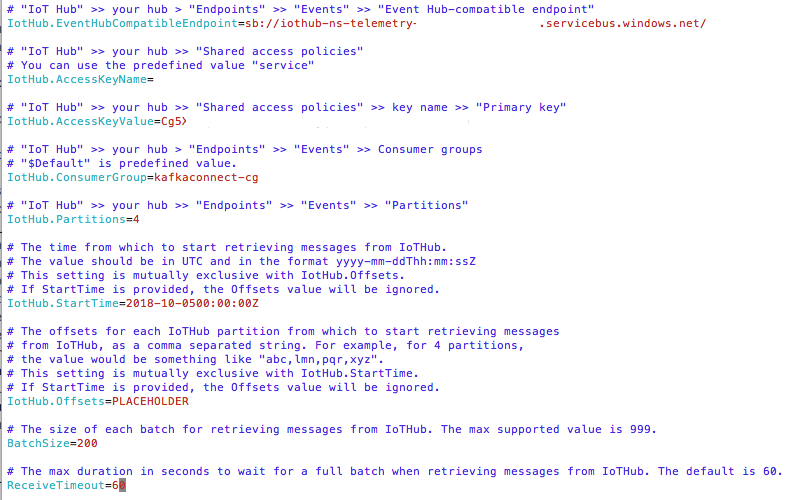 # "IoT Hub" >> your hub > "Endpoints" >> "Events" >> "Event Hub-compatible endpoint"
IotHub.EventHubCompatibleEndpoint=sb://iothub-ns-telemetry- .servicebus.windows.net/
# "IoT Hub" >> your hub >> "Shared access policies"
# You can use the predefined value "service"
IotHub.AccessKeyName=
# "IoT Hub" >> your hub >> "Shared access policies" >> key name >> "Primary key"
IotHub.AccessKeyValue=Cg5X
# "IoT Hub" >> your hub > "Endpoints" >> "Events" >> Consumer groups
# "$Default" is predefined value.
IotHub.ConsumerGroup=kafkaconnect-cg
# "IoT Hub" >> your hub >> "Endpoints" >> "Events" >> "Partitions"
IotHub.Partitions=4
# The time from which to start retrieving messages from IoTHub.
# The value should be in UTC and in the format yyyy-mm-ddThh:mm:ssZ
# This setting is mutually exclusive with IoTHub.Offsets.
# If StartTime is provided, the Offsets value will be ignored.
IotHub.StartTime=2018-10-0500:00:00Z
# The offsets for each IoTHub partition from which to start retrieving messages
# from IoTHub, as a comma separated string. For example, for 4 partitions,
# the value would be something like "abc,lmn,pqr,xyz".
# This setting is mutually exclusive with IotHub.StartTime.
# If StartTime is provided, the Offsets value will be ignored.
IotHub.Offsets=PLACEHOLDER
# The size of each batch for retrieving messages from IoTHub. The max supported value is 999.
BatchSize=200
# The max duration in seconds to wait for a full batch when retrieving messages from IoTHub. The default is 60.
ReceiveTimeout=60